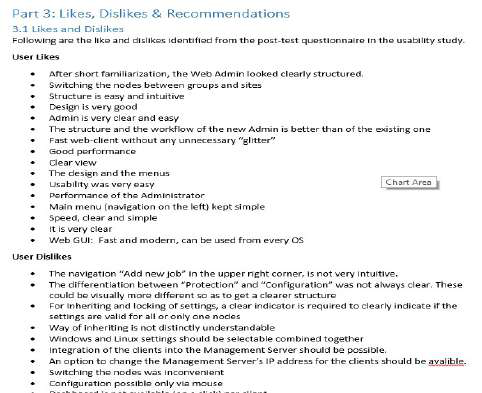 Part 3: Likes, Dislikes & Recommendations
3.1 Likes and Dislikes
Following are the like and dislikes identified from the post-test questionnaire in the usability study.
User Likes
• After short familiarization, the Web Admin looked clearly structured.
• Switching the nodes between groups and sites
• Structure is easy and intuitive
• Design is very good
• Admin is very clear and easy
• The structure and the workflow of the new Admin is better than of the existing one
• Fast web-client without any unnecessary "glitter"
• Good performance
• Clear view
• The design and the menus
• Usability was very easy
Chart Area
• Performance of the Administrator
• Main menu (navigation on the left) kept simple
• Speed, clear and simple
• It is very clear
• Web GUI: Fast and modern, can be used from every OS
User Dislikes
• The navigation "Add new job" in the upper right corner, is not very intuitive.
• The differentiation between "Protection" and "Configuration" was not always clear. These
could be visually more different so as to get a clearer structure
• For inheriting and locking of settings, a clear indicator is required to clearly indicate if the
settings are valid for all or only one nodes
• Way of inheriting is not distinctly understandable
• Windows and Linux settings should be selectable combined together
• Integration of the clients into the Management Server should be possible.
• An option to change the Management Server's IP address for the clients should be avalible.
• Switching the nodes was inconvenient
• Configuration possible only via mouse